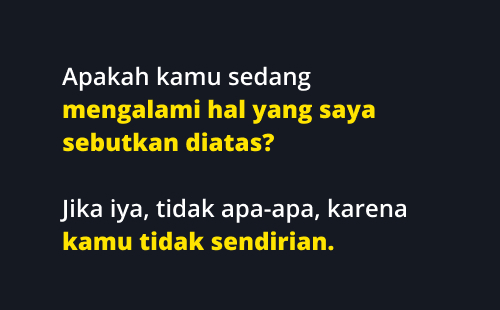 Apakah kamu sedang
mengalami hal yang saya
sebutkan diatas?
Jika iya, tidak apa-apa, karena
kamu tidak sendirian.